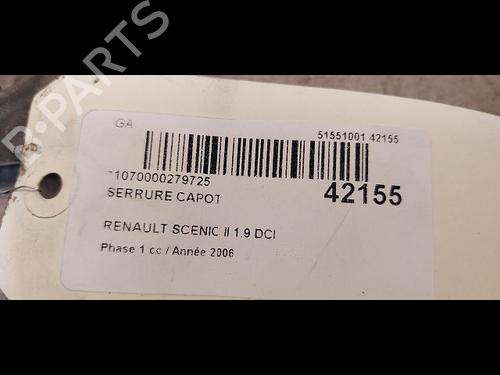 B-PARTS
GA
51551001 42155
*1070000279725
42155
SERRURE CAPOT
RENAULT SCENIC II 1.9 DCI
Phase 1 cc / Année 2006